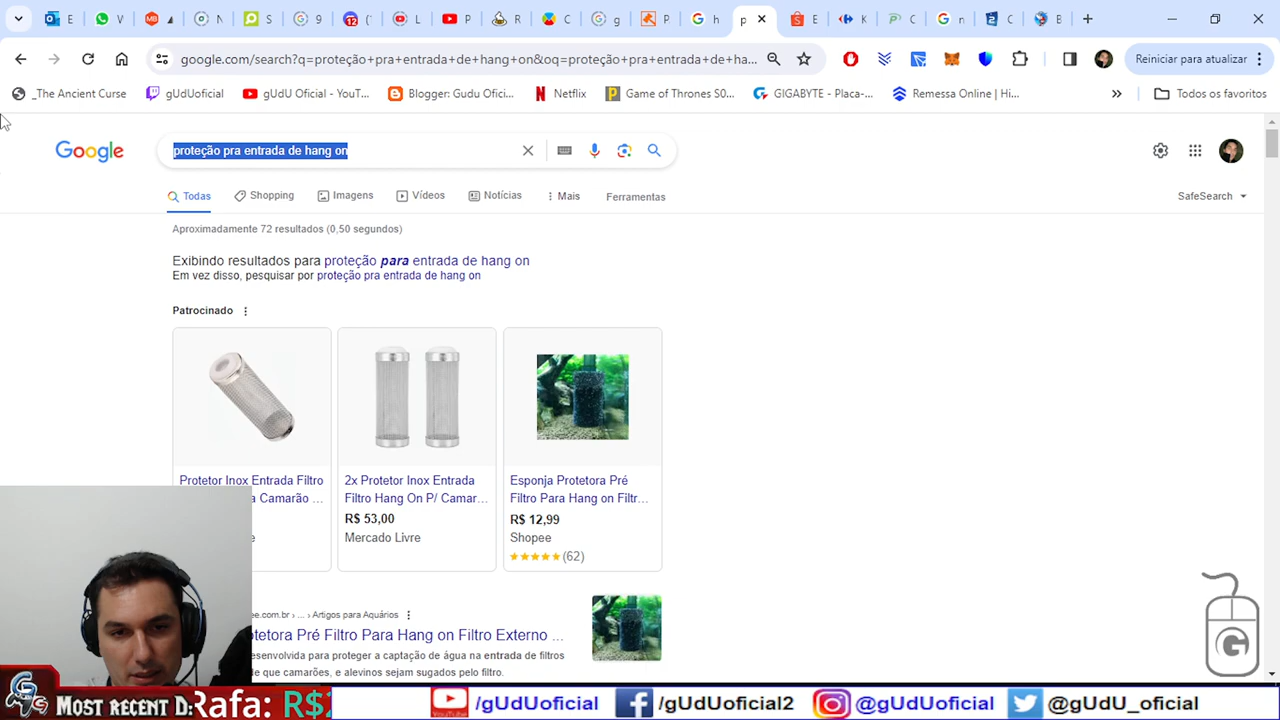 google.com/search?q=proteção+pra+entrada+de+hang+on&oq=proteção+pra+entrada+de+ha...
Reiniciar para atualizar
_The Ancient Curse
gUdUoficial
gUdU Oficial - YouT...
Blogger: Gudu Ofici...
Netflix
Game of Thrones S0...
GIGABYTE - Placa-...
Remessa Online | Hi...
»
Todos os favoritos
Google
proteção pra entrada de hang on
Todas
Shopping
Imagens
Vídeos
Notícias
Mais
Ferramentas
SafeSearch
Aproximadamente 72 resultados (0,50 segundos)
Exibindo resultados para proteção para entrada de hang on
Em vez disso, pesquisar por proteção pra entrada de hang on
Patrocinado
Protetor Inox Entrada Filtro
a Camarão ...
2x Protetor Inox Entrada
Filtro Hang On P/ Camar...
R$ 53,00
Mercado Livre
Esponja Protetora Pré
Filtro Para Hang on Filtr...
R$ 12,99
Shopee
(62)
ee.com.br › ... › Artigos para Aquários
otetora Pré Filtro Para Hang on Filtro Externo ...
esenvolvida para proteger a captação de água na entrada de filtros
de que camarões, e alevinos sejam sugados pelo filtro.
G
Most recent D:
Rafa: R$
/gUdUoficial
/gUdUoficial2
@gUdUoficial
@gUdU_oficial